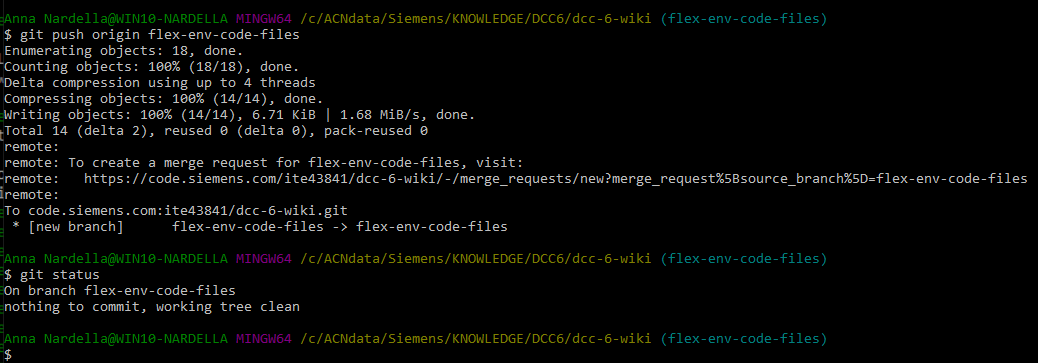 Anna Nardella@WIN10-NARDELLA MINGW64 /c/ACNdata/Siemens/KNOWLEDGE/DCC6/dcc-6-wiki (flex-env-code-files)
$ git push origin flex-env-code-files
Enumerating objects: 18, done.
Counting objects: 100% (18/18), done.
Delta compression using up to 4 threads
Compressing objects: 100% (14/14), done.
Writing objects: 100% (14/14), 6.71 KiB | 1.68 MiB/s, done.
Total 14 (delta 2), reused 0 (delta 0), pack-reused 0
remote:
remote: To create a merge request for flex-env-code-files, visit:
remote:   https://code.siemens.com/ite43841/dcc-6-wiki/-/merge_requests/new?merge_request%5Bsource_branch%5D=flex-env-code-files
remote:
To code.siemens.com:ite43841/dcc-6-wiki.git
 * [new branch]      flex-env-code-files -> flex-env-code-files
Anna Nardella@WIN10-NARDELLA MINGW64 /c/ACNdata/Siemens/KNOWLEDGE/DCC6/dcc-6-wiki (flex-env-code-files)
$ git status
On branch flex-env-code-files
nothing to commit, working tree clean
Anna Nardella@WIN10-NARDELLA MINGW64 /c/ACNdata/Siemens/KNOWLEDGE/DCC6/dcc-6-wiki (flex-env-code-files)
$